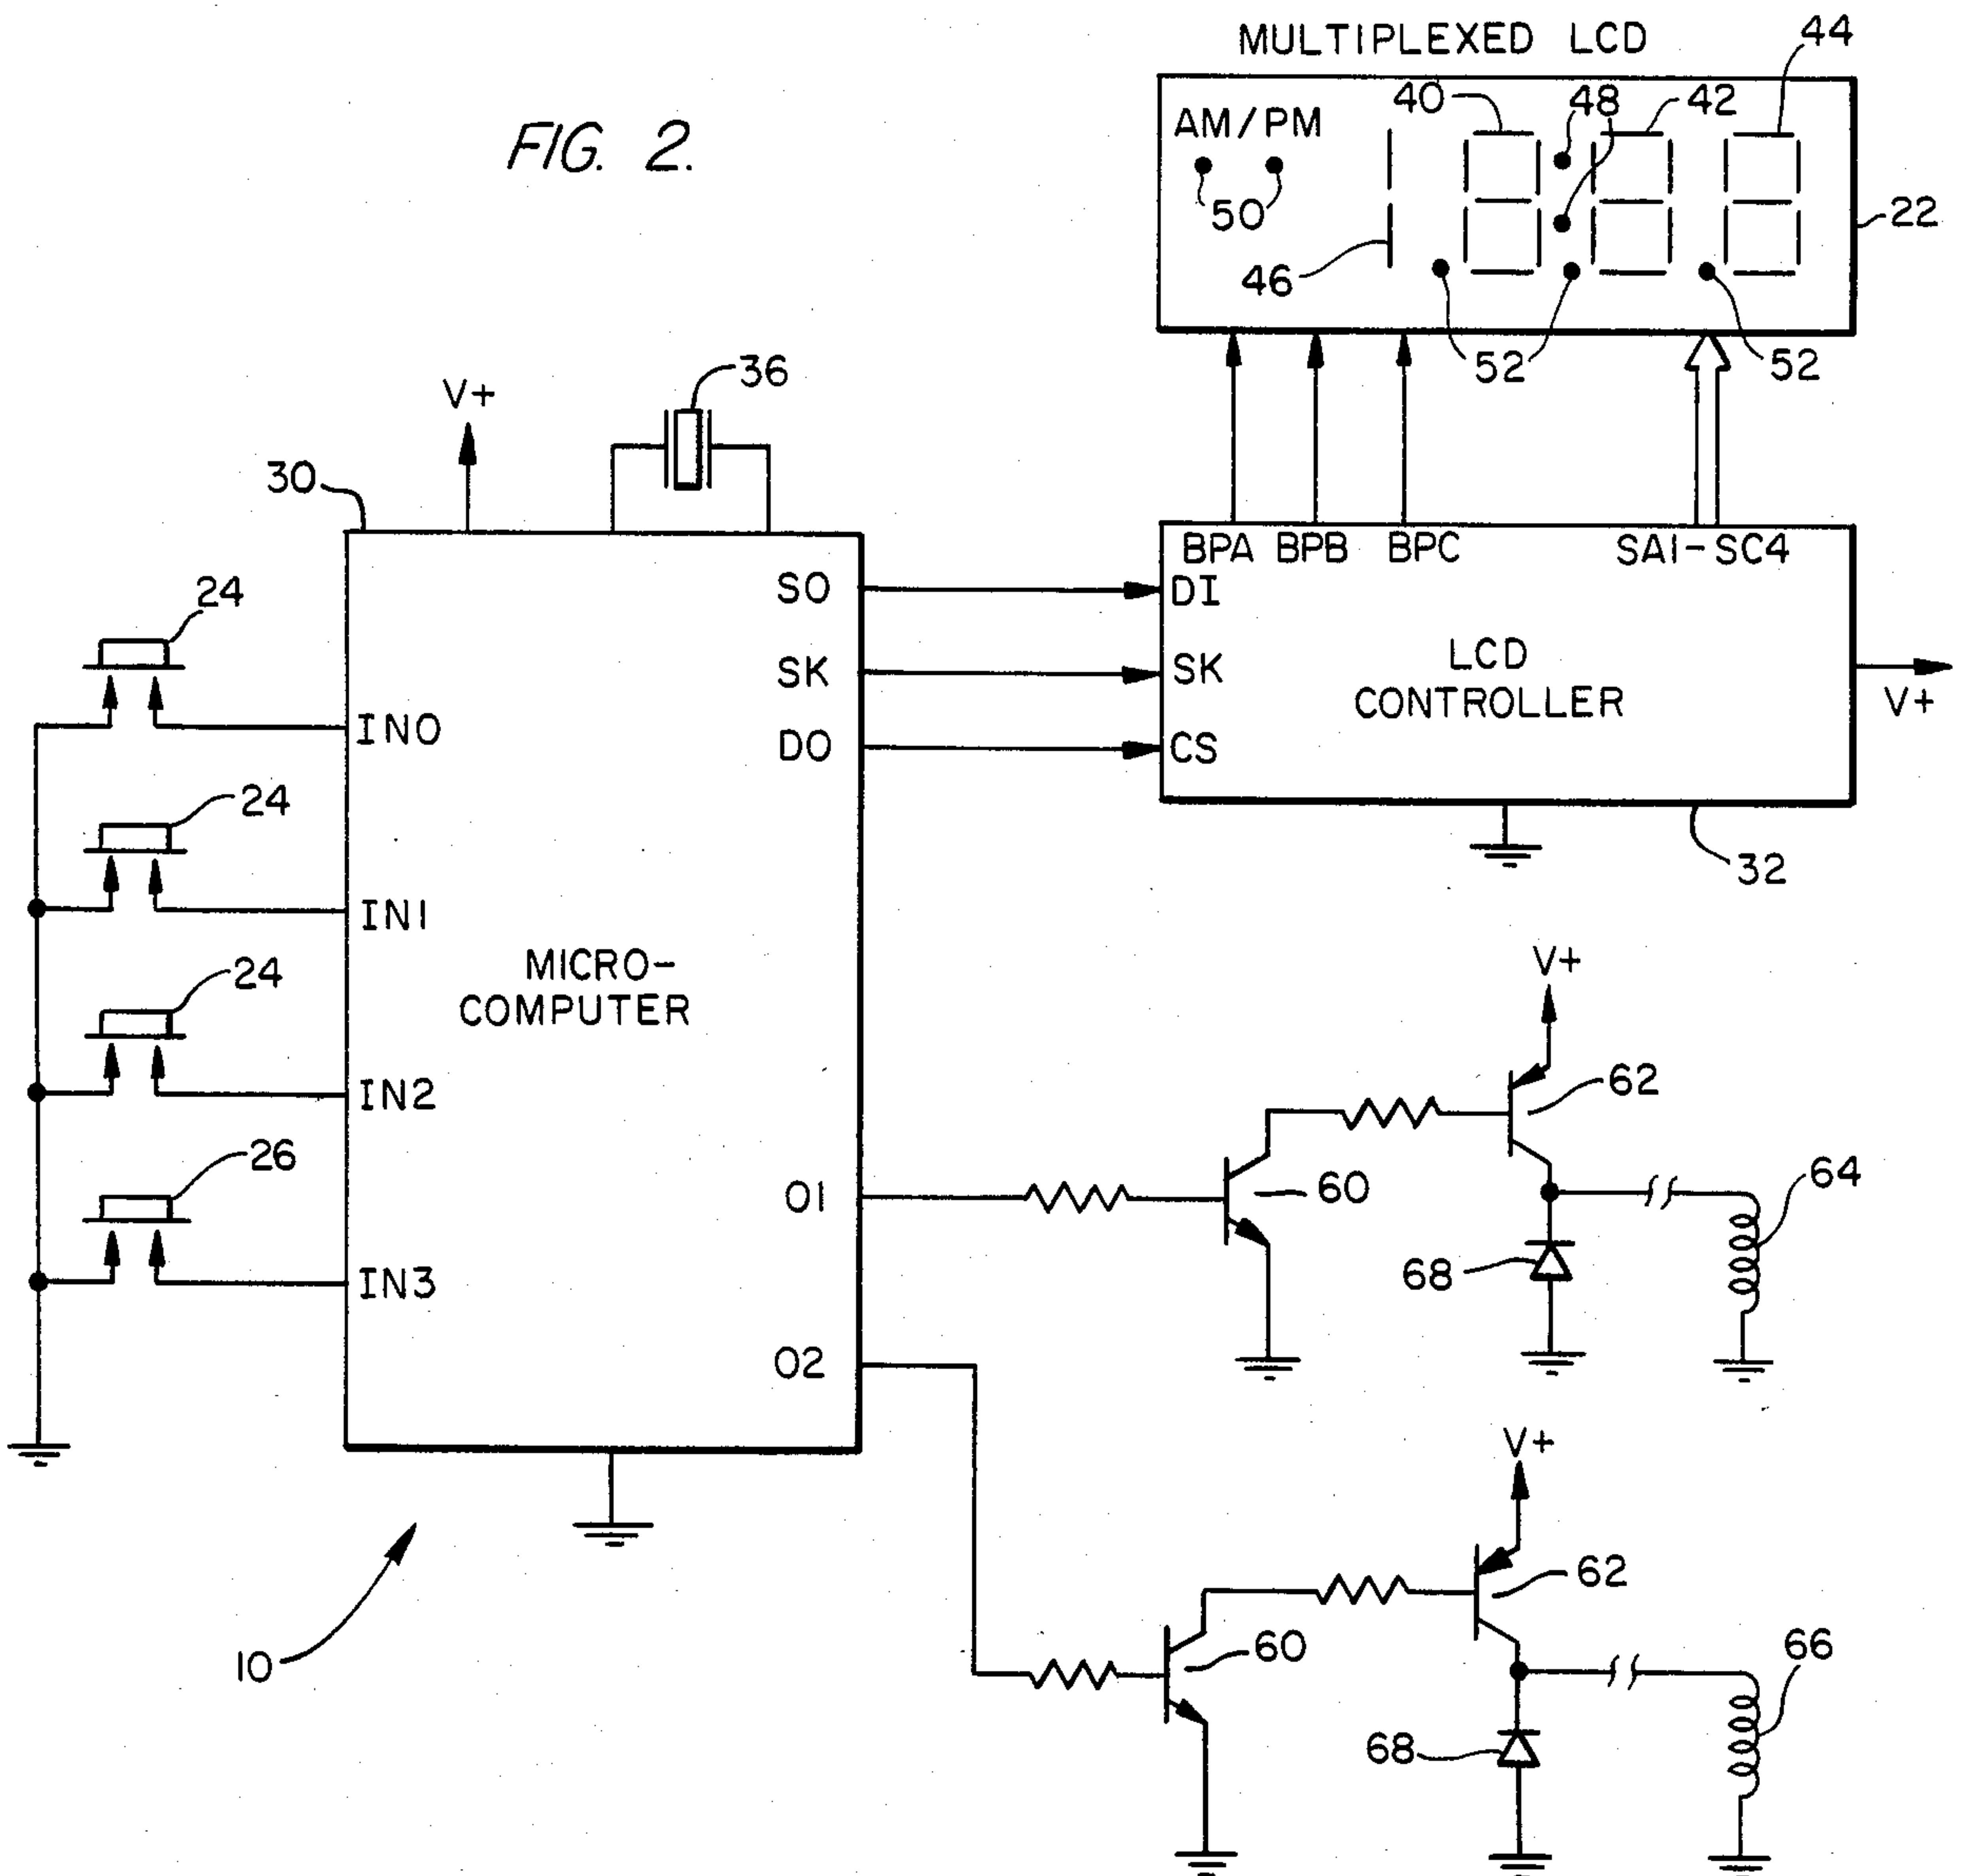 FIG. 2.
MULTIPLEXED LCD
44
AM/PM
40
48
42
50
22
46
52
52
V+
36
30
BPA BPB BPC SA1-SC4
SO
DI
24
SK
SK
LCD
CONTROLLER
V+
IN0
DO
CS
24
32
IN1
24
MICRO-
COMPUTER
V+
IN2
62
26
O1
60
64
IN3
68
O2
V+
62
10
60
66
68